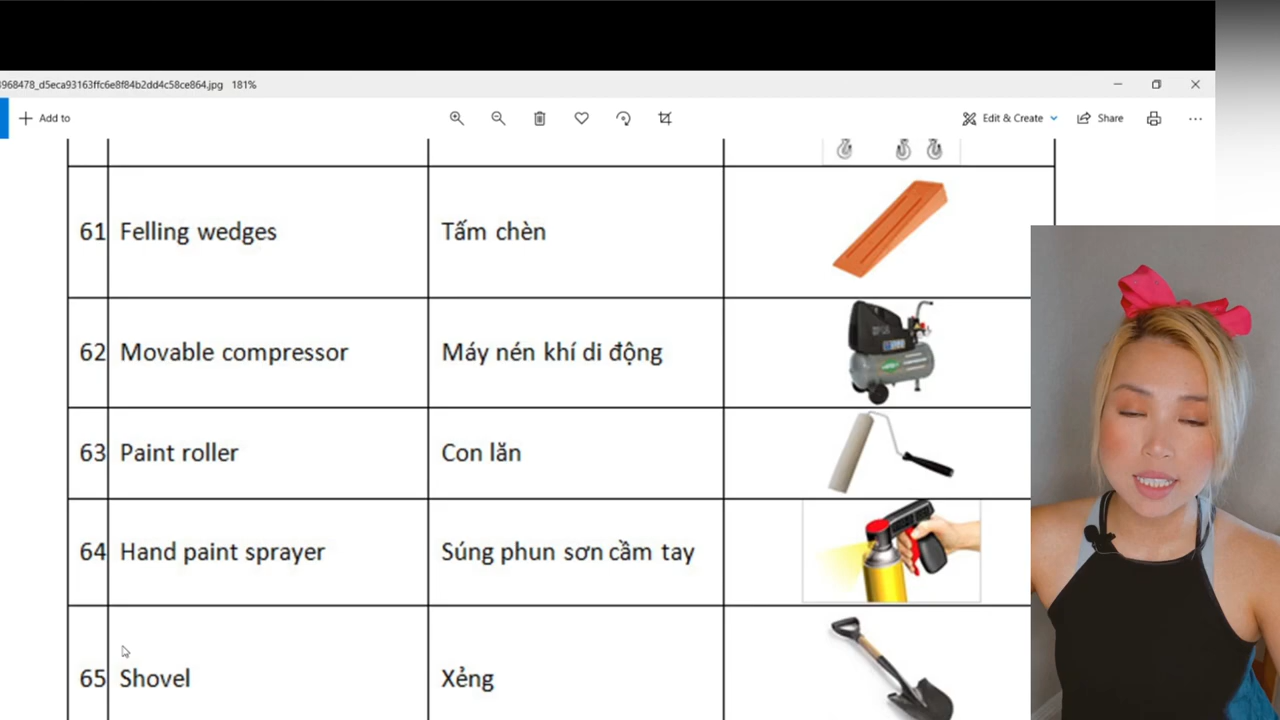 968478_d5eca93163ffc6e8f84b2dd4c58ce864.jpg 181%
Add to
Edit & Create
Share
61 Felling wedges Tấm chèn
62 Movable compressor Máy nén khí di động
63 Paint roller Con lăn
64 Hand paint sprayer Súng phun sơn cầm tay
65 Shovel Xẻng